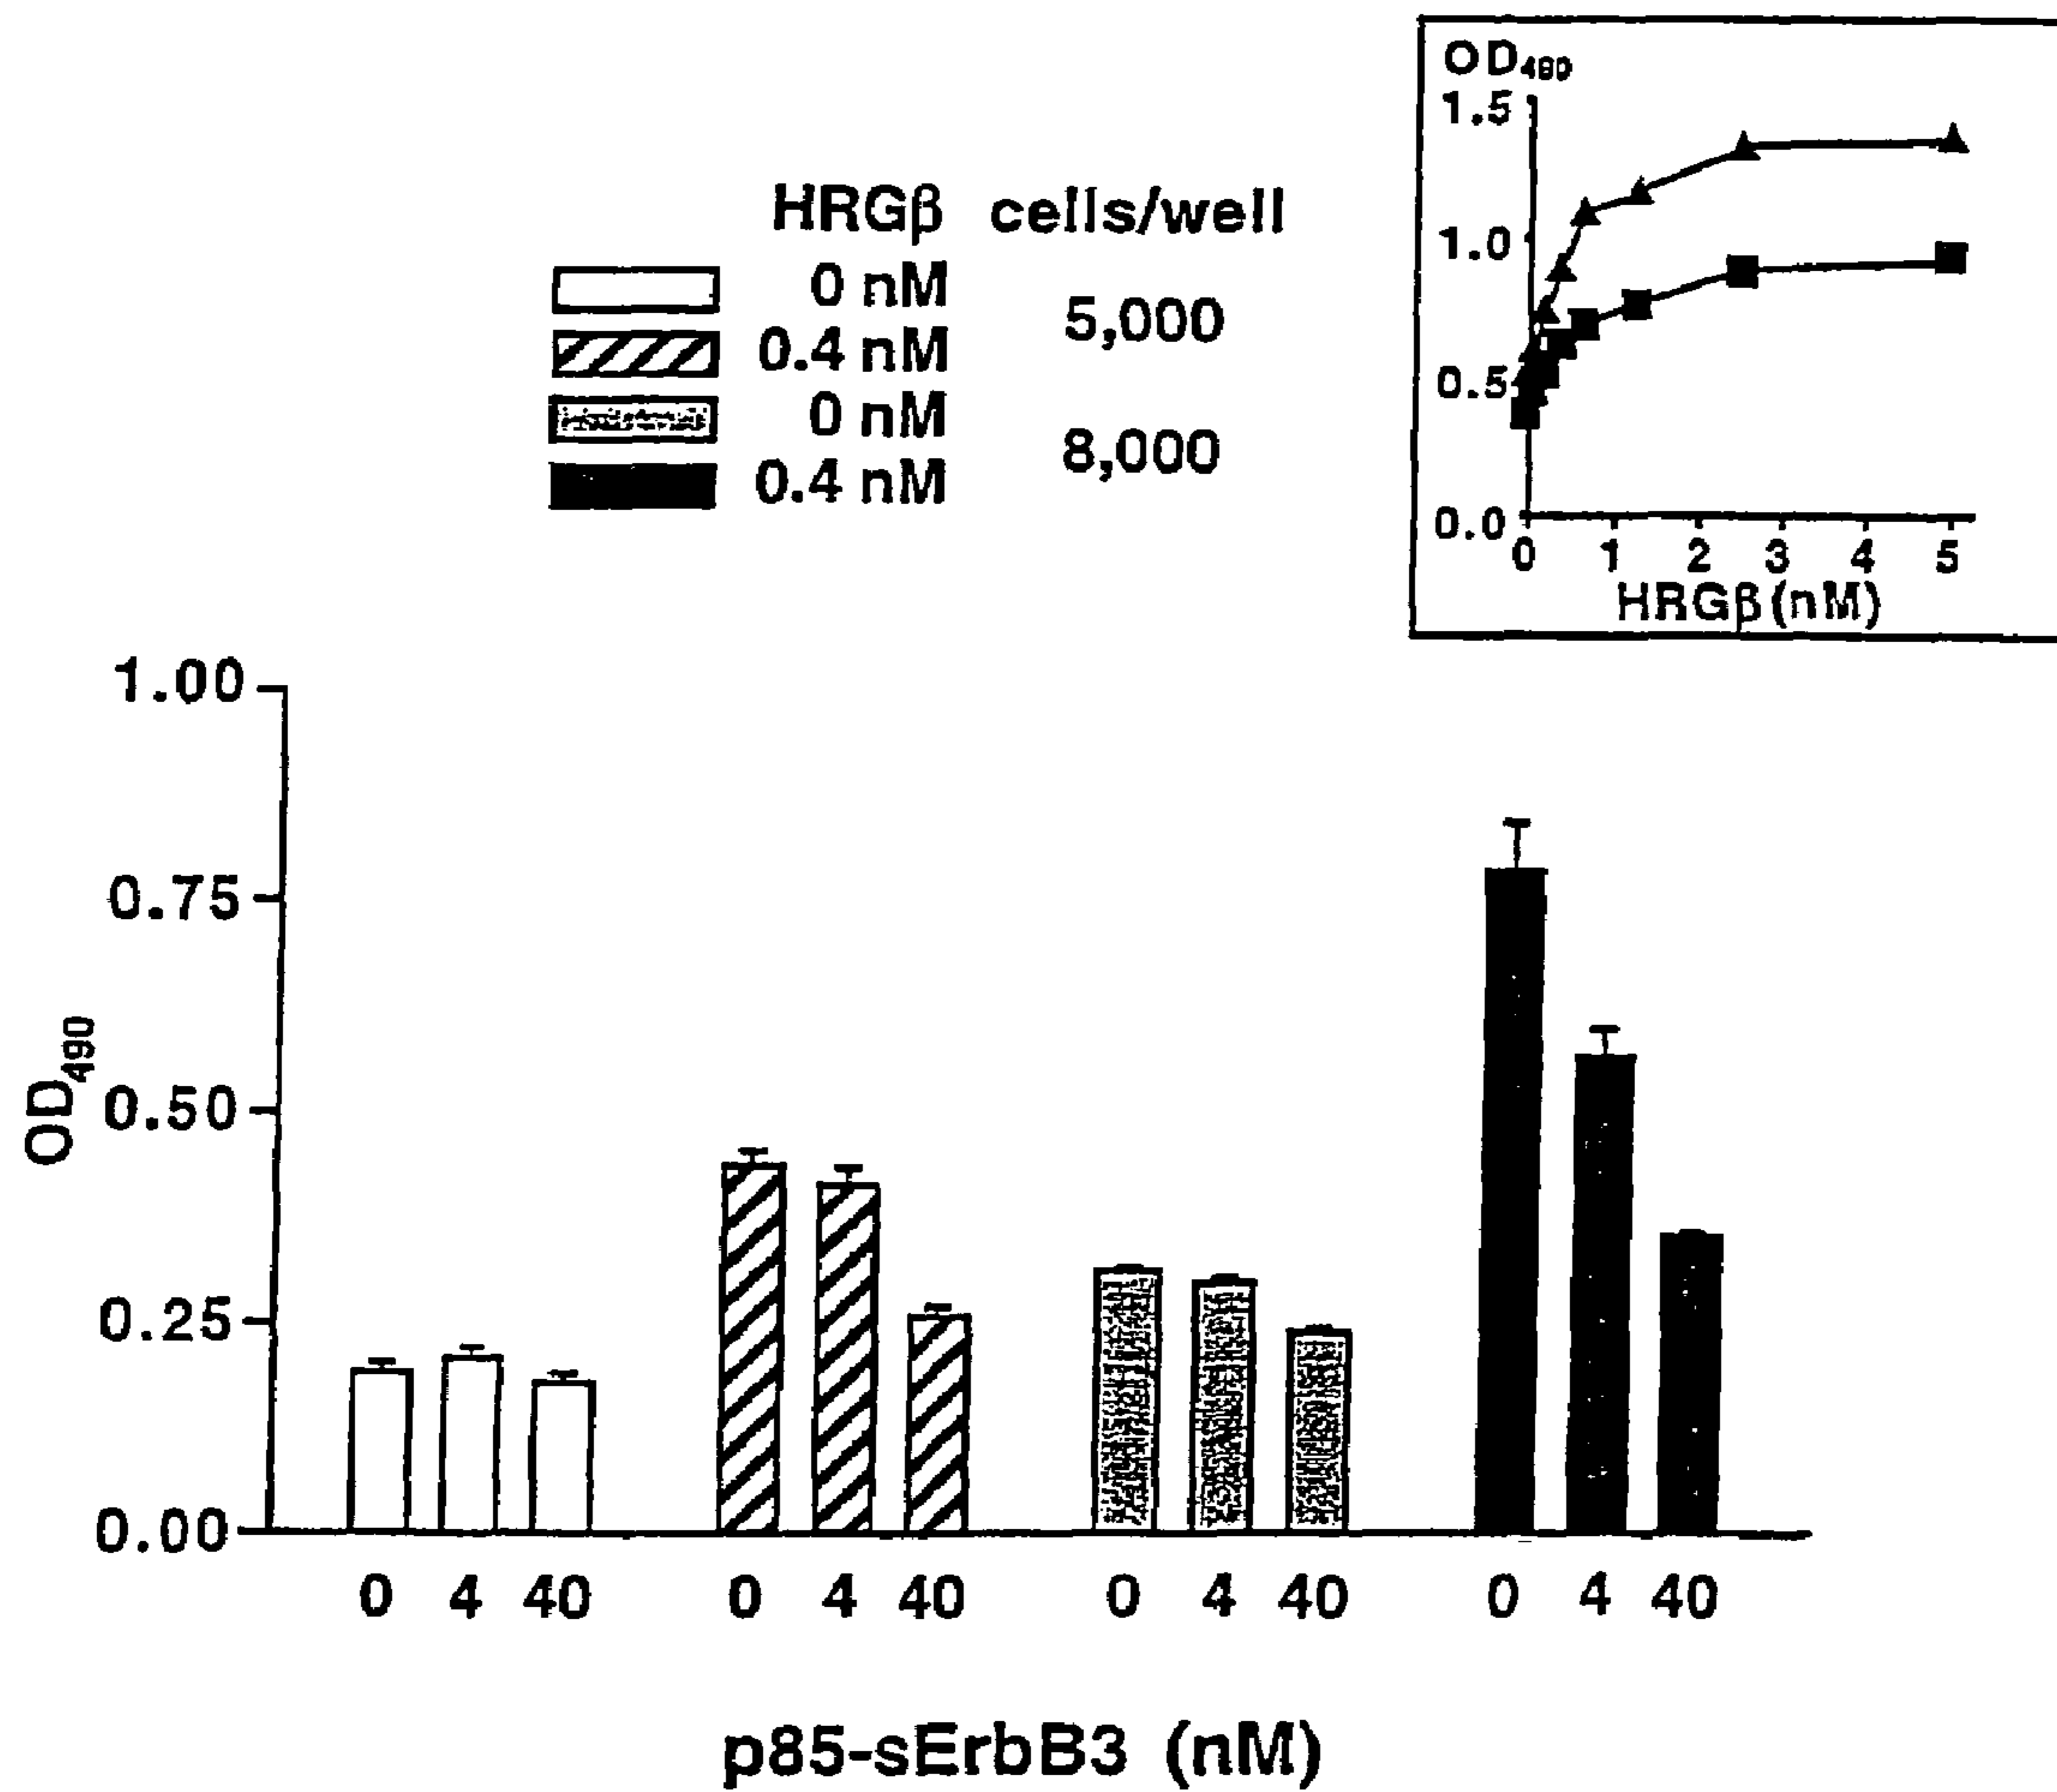 OD490
1.5
1.0
0.5
0.0
0 1 2 3 4 5
HRGβ (nM)
HRGβ cells/well
0 nM
5,000
0.4 nM
0 nM
8,000
0.4 nM
1.00
0.75
0.50
0.25
0.00
OD490
0 4 40 0 4 40 0 4 40 0 4 40
p85-sErbB3 (nM)